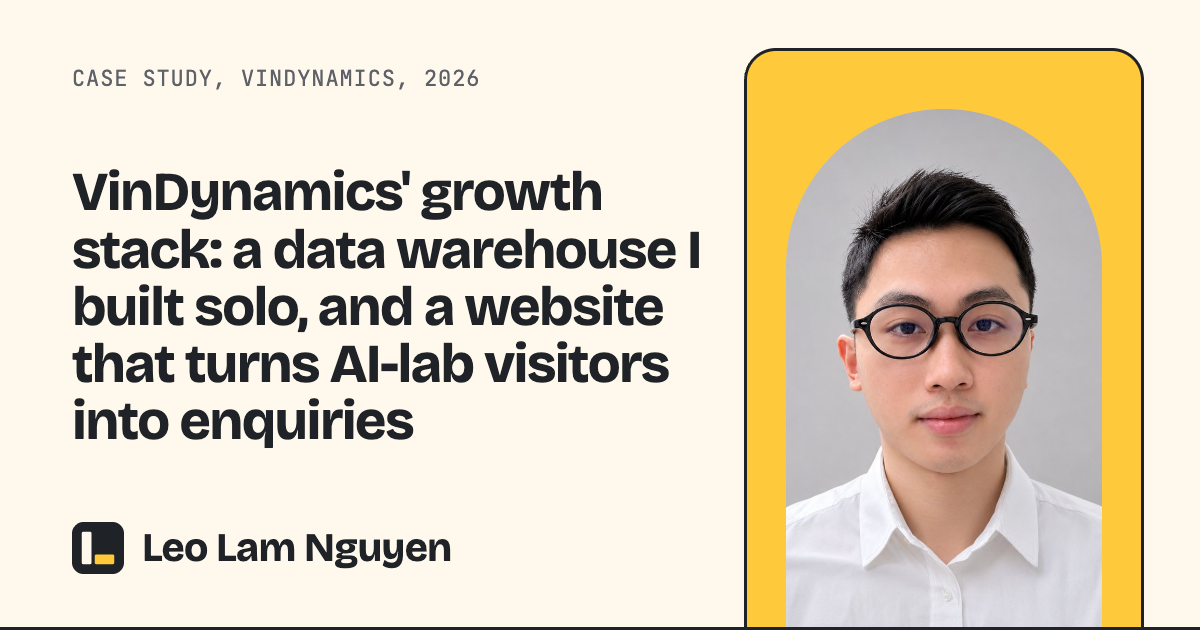 CASE STUDY, VINDYNAMICS, 2026
VinDynamics' growth
stack: a data warehouse I
built solo, and a website
that turns AI-lab visitors
into enquiries
Leo Lam Nguyen